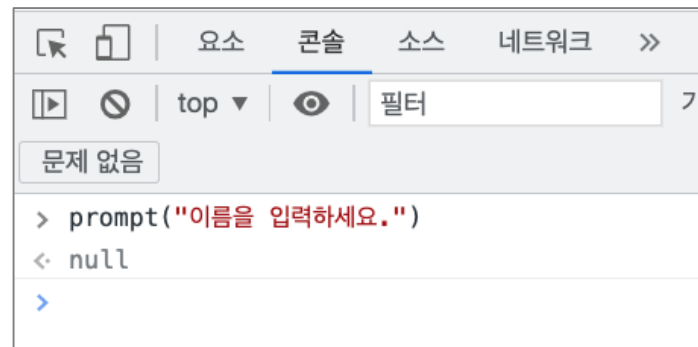 요소 콘솔 소스 네트워크 »
top ▼ 필터
문제 없음
> prompt("이름을 입력하세요.")
<· null
>